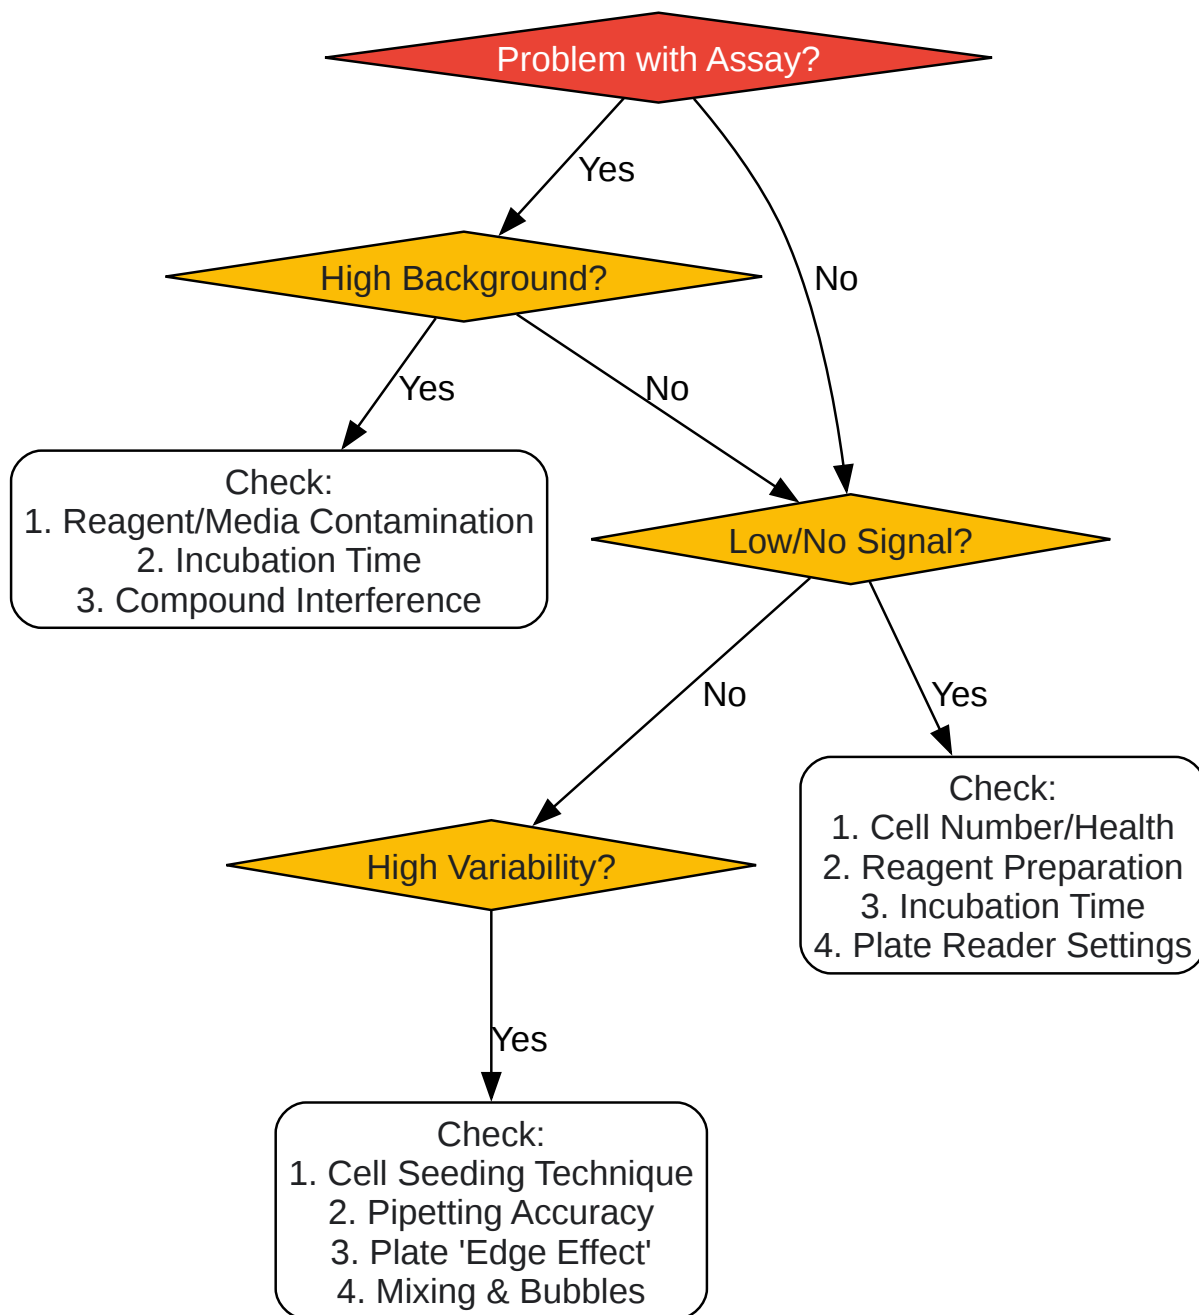 Problem with Assay?
Yes
No
High Background?
Yes
No
Check:
1. Reagent/Media Contamination
2. Incubation Time
3. Compound Interference
Low/No Signal?
No
Yes
Check:
1. Cell Number/Health
2. Reagent Preparation
3. Incubation Time
4. Plate Reader Settings
High Variability?
Yes
Check:
1. Cell Seeding Technique
2. Pipetting Accuracy
3. Plate 'Edge Effect'
4. Mixing & Bubbles